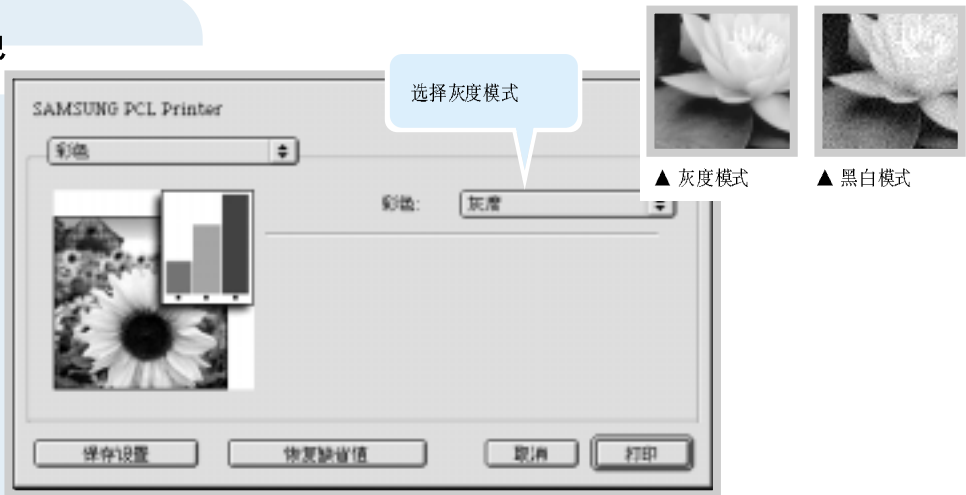 SAMSUNG PCL Printer
彩色
选择灰度模式
彩色: 灰度
▲ 灰度模式
▲ 黑白模式
保存设置 恢复缺省值 取消 打印